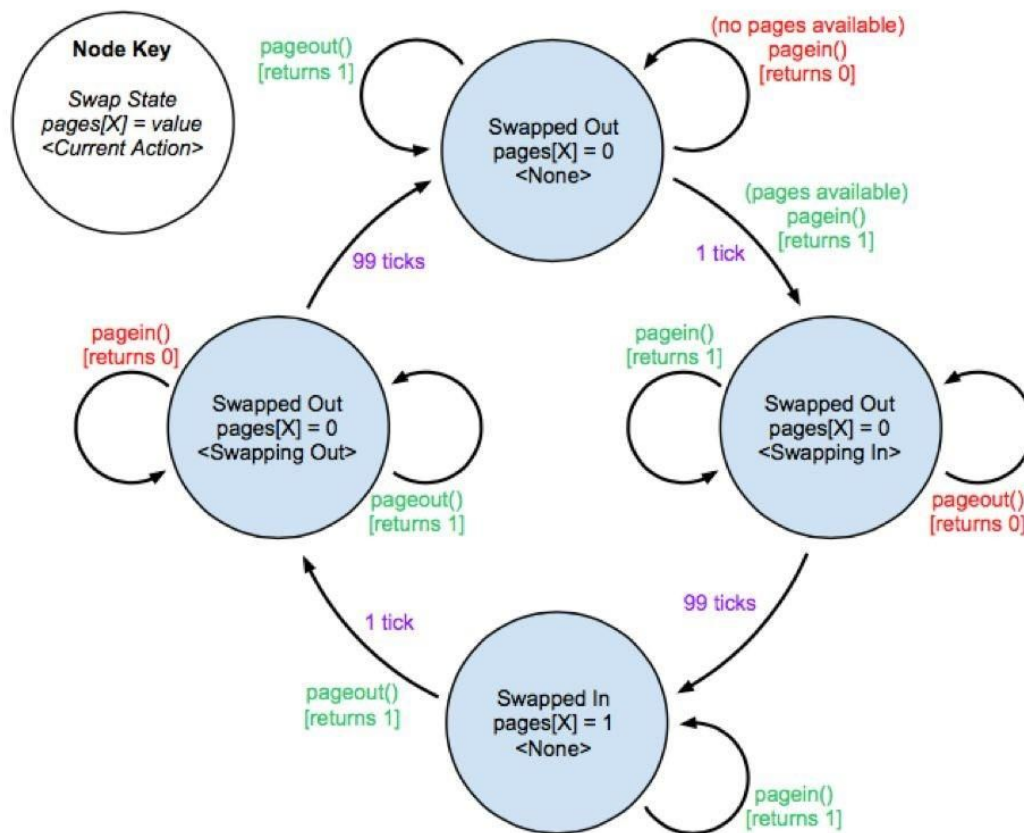 Node Key
Swap State
pages[X] = value
<Current Action>
pageout()
[returns 1]
(no pages available)
pagein()
[returns 0]
Swapped Out
pages[X] = 0
<None>
(pages available)
pagein()
[returns 1]
99 ticks
1 tick
pagein()
[returns 0]
Swapped Out
pages[X] = 0
<Swapping Out>
pageout()
[returns 1]
pagein()
[returns 1]
Swapped Out
pages[X] = 0
<Swapping In>
pageout()
[returns 0]
1 tick
99 ticks
pageout()
[returns 1]
Swapped In
pages[X] = 1
<None>
pagein()
[returns 1]